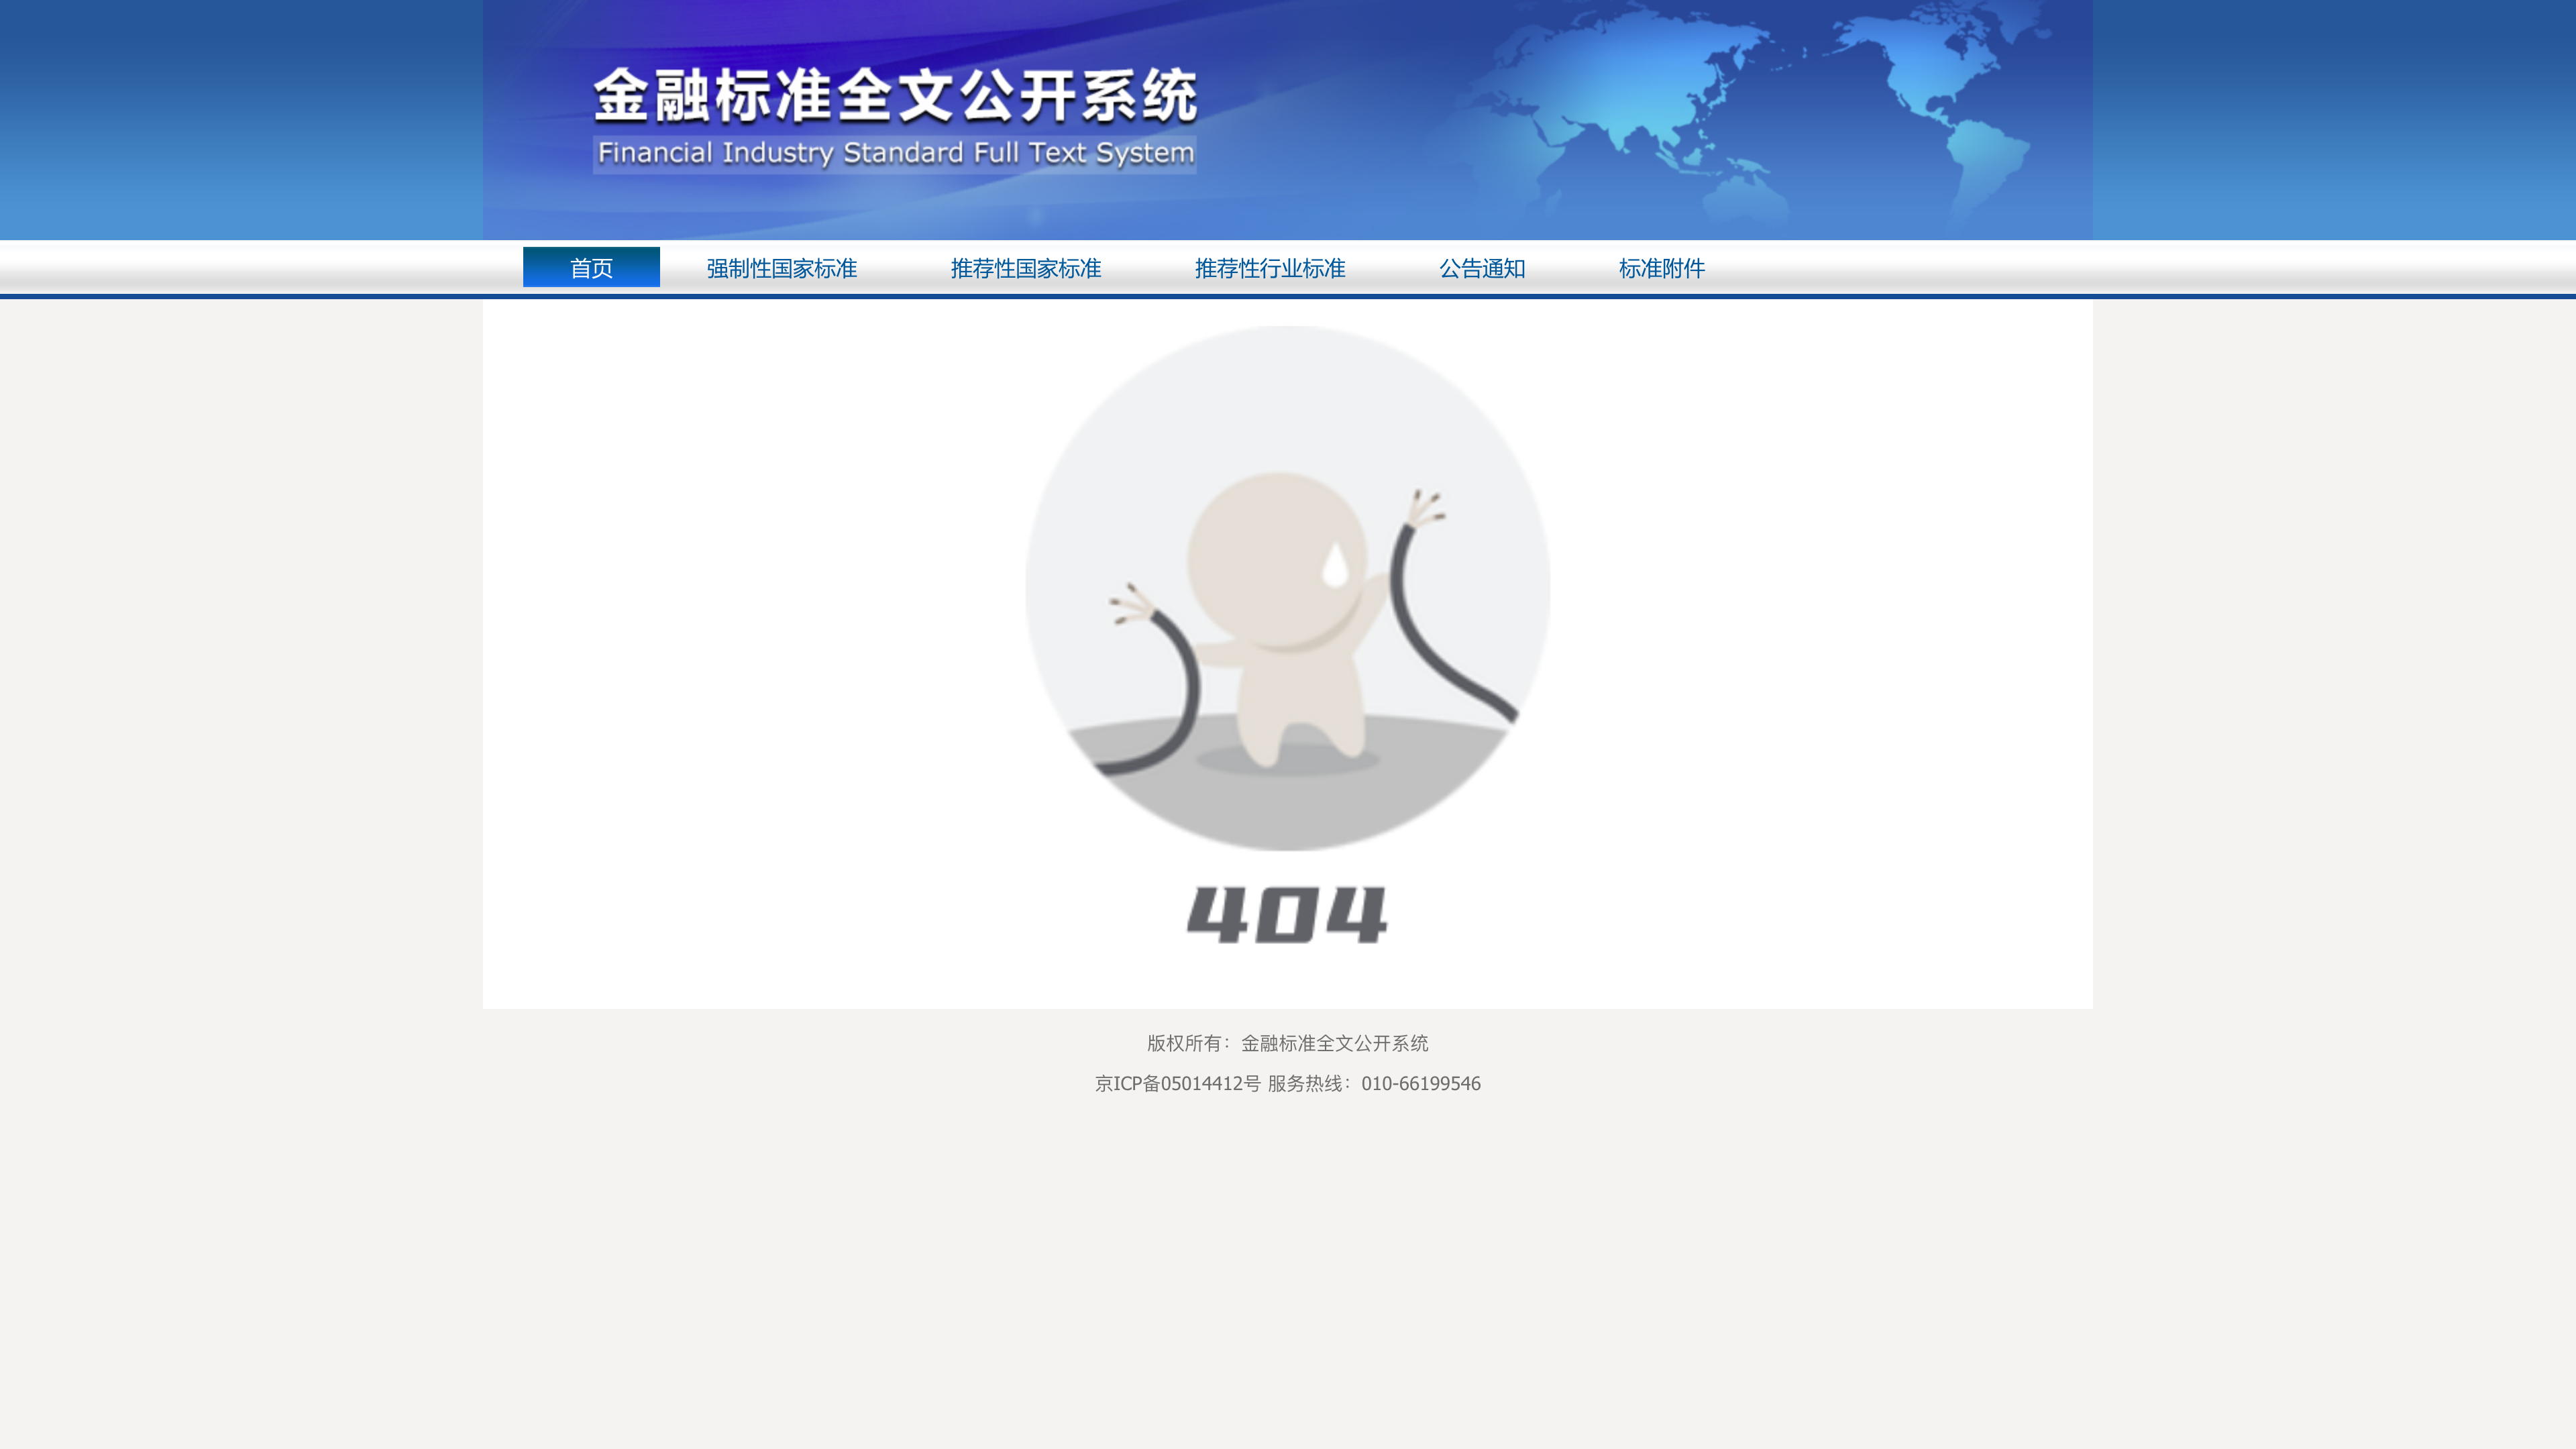 金融标准全文公开系统
Financial Industry Standard Full Text System
首页 强制性国家标准 推荐性国家标准 推荐性行业标准 公告通知 标准附件
404
版权所有：金融标准全文公开系统
京ICP备05014412号 服务热线：010-66199546